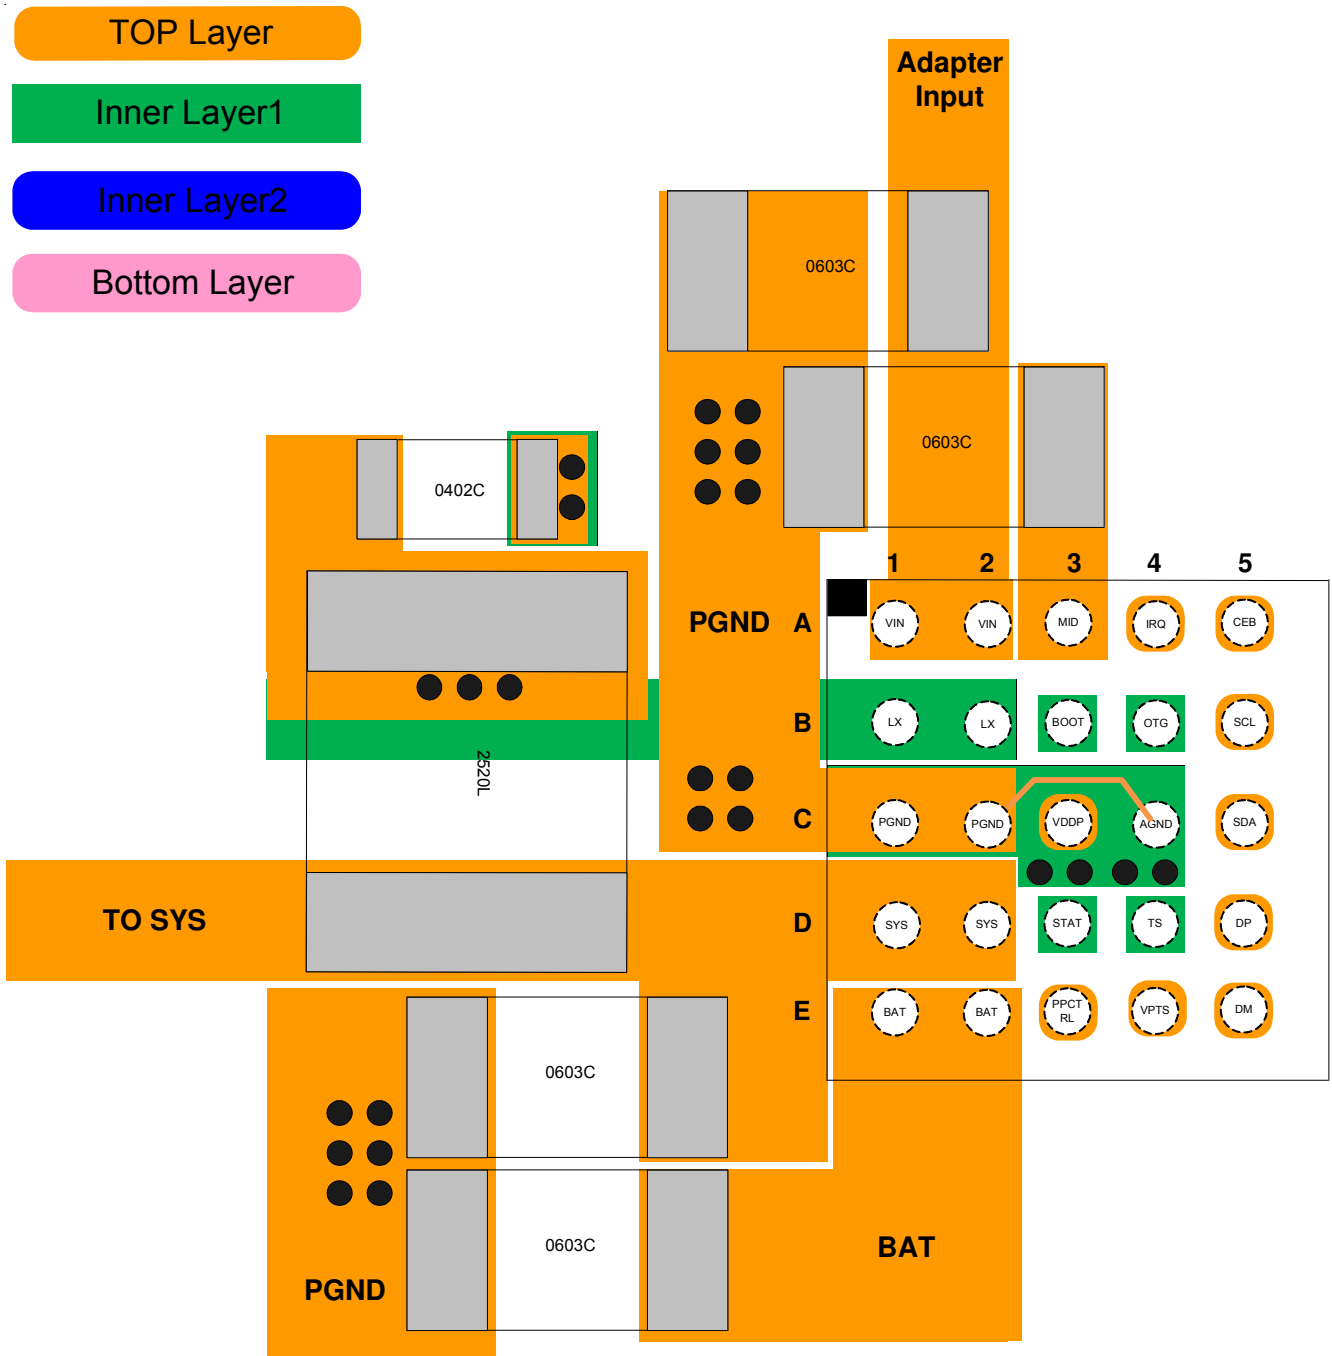 TOP Layer
Inner Layer1
Inner Layer2
Bottom Layer
Adapter
Input
0603C
0603C
0402C
1 2 3 4 5
PGND A VIN VIN MID IRQ CEB
B LX LX BOOT OTG SCL
2520L
C PGND PGND VDDP AGND SDA
TO SYS D SYS SYS STAT TS DP
E BAT BAT PPCT VPTS DM
RL
0603C
0603C
BAT
PGND